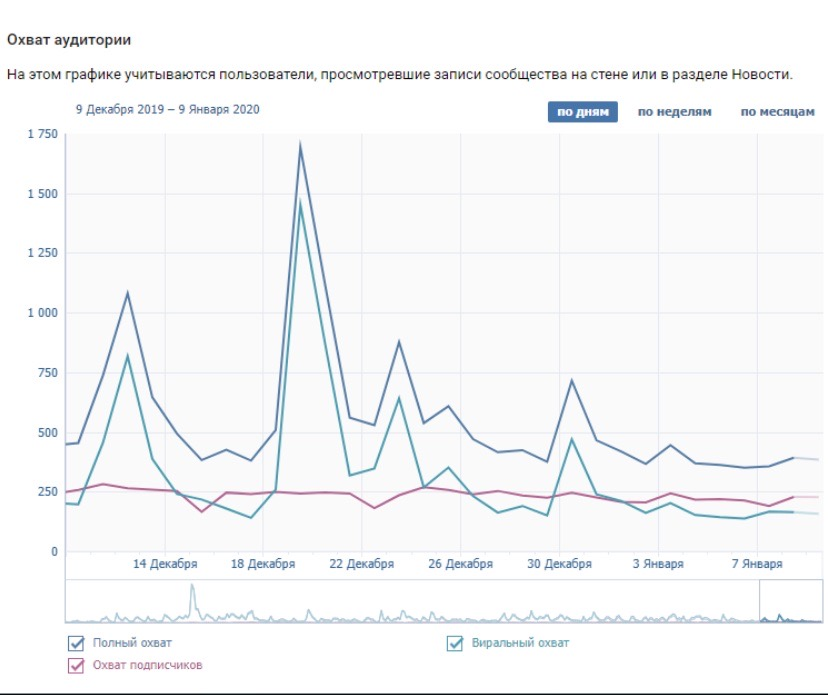 Охват аудитории
На этом графике учитываются пользователи, просмотревшие записи сообщества на стене или в разделе Новости.
9 Декабря 2019 – 9 Января 2020 по дням по неделям по месяцам
1 750
1 500
1 250
1 000
750
500
250
0
14 Декабря 18 Декабря 22 Декабря 26 Декабря 30 Декабря 3 Января 7 Января
Полный охват Виральный охват
Охват подписчиков